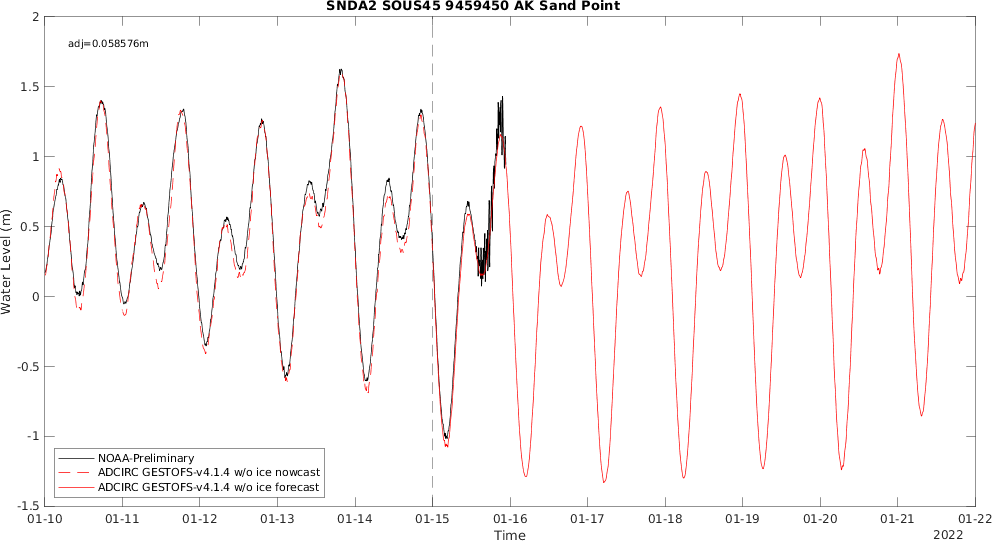 SNDA2 SOUS45 9459450 AK Sand Point
adj=0.058576m
2
1.5
1
0.5
0
-0.5
-1
-1.5
Water Level (m)
NOAA-Preliminary
ADCIRC GESTOFS-v4.1.4 w/o ice nowcast
ADCIRC GESTOFS-v4.1.4 w/o ice forecast
01-10 01-11 01-12 01-13 01-14 01-15 01-16 01-17 01-18 01-19 01-20 01-21 01-22
Time
2022